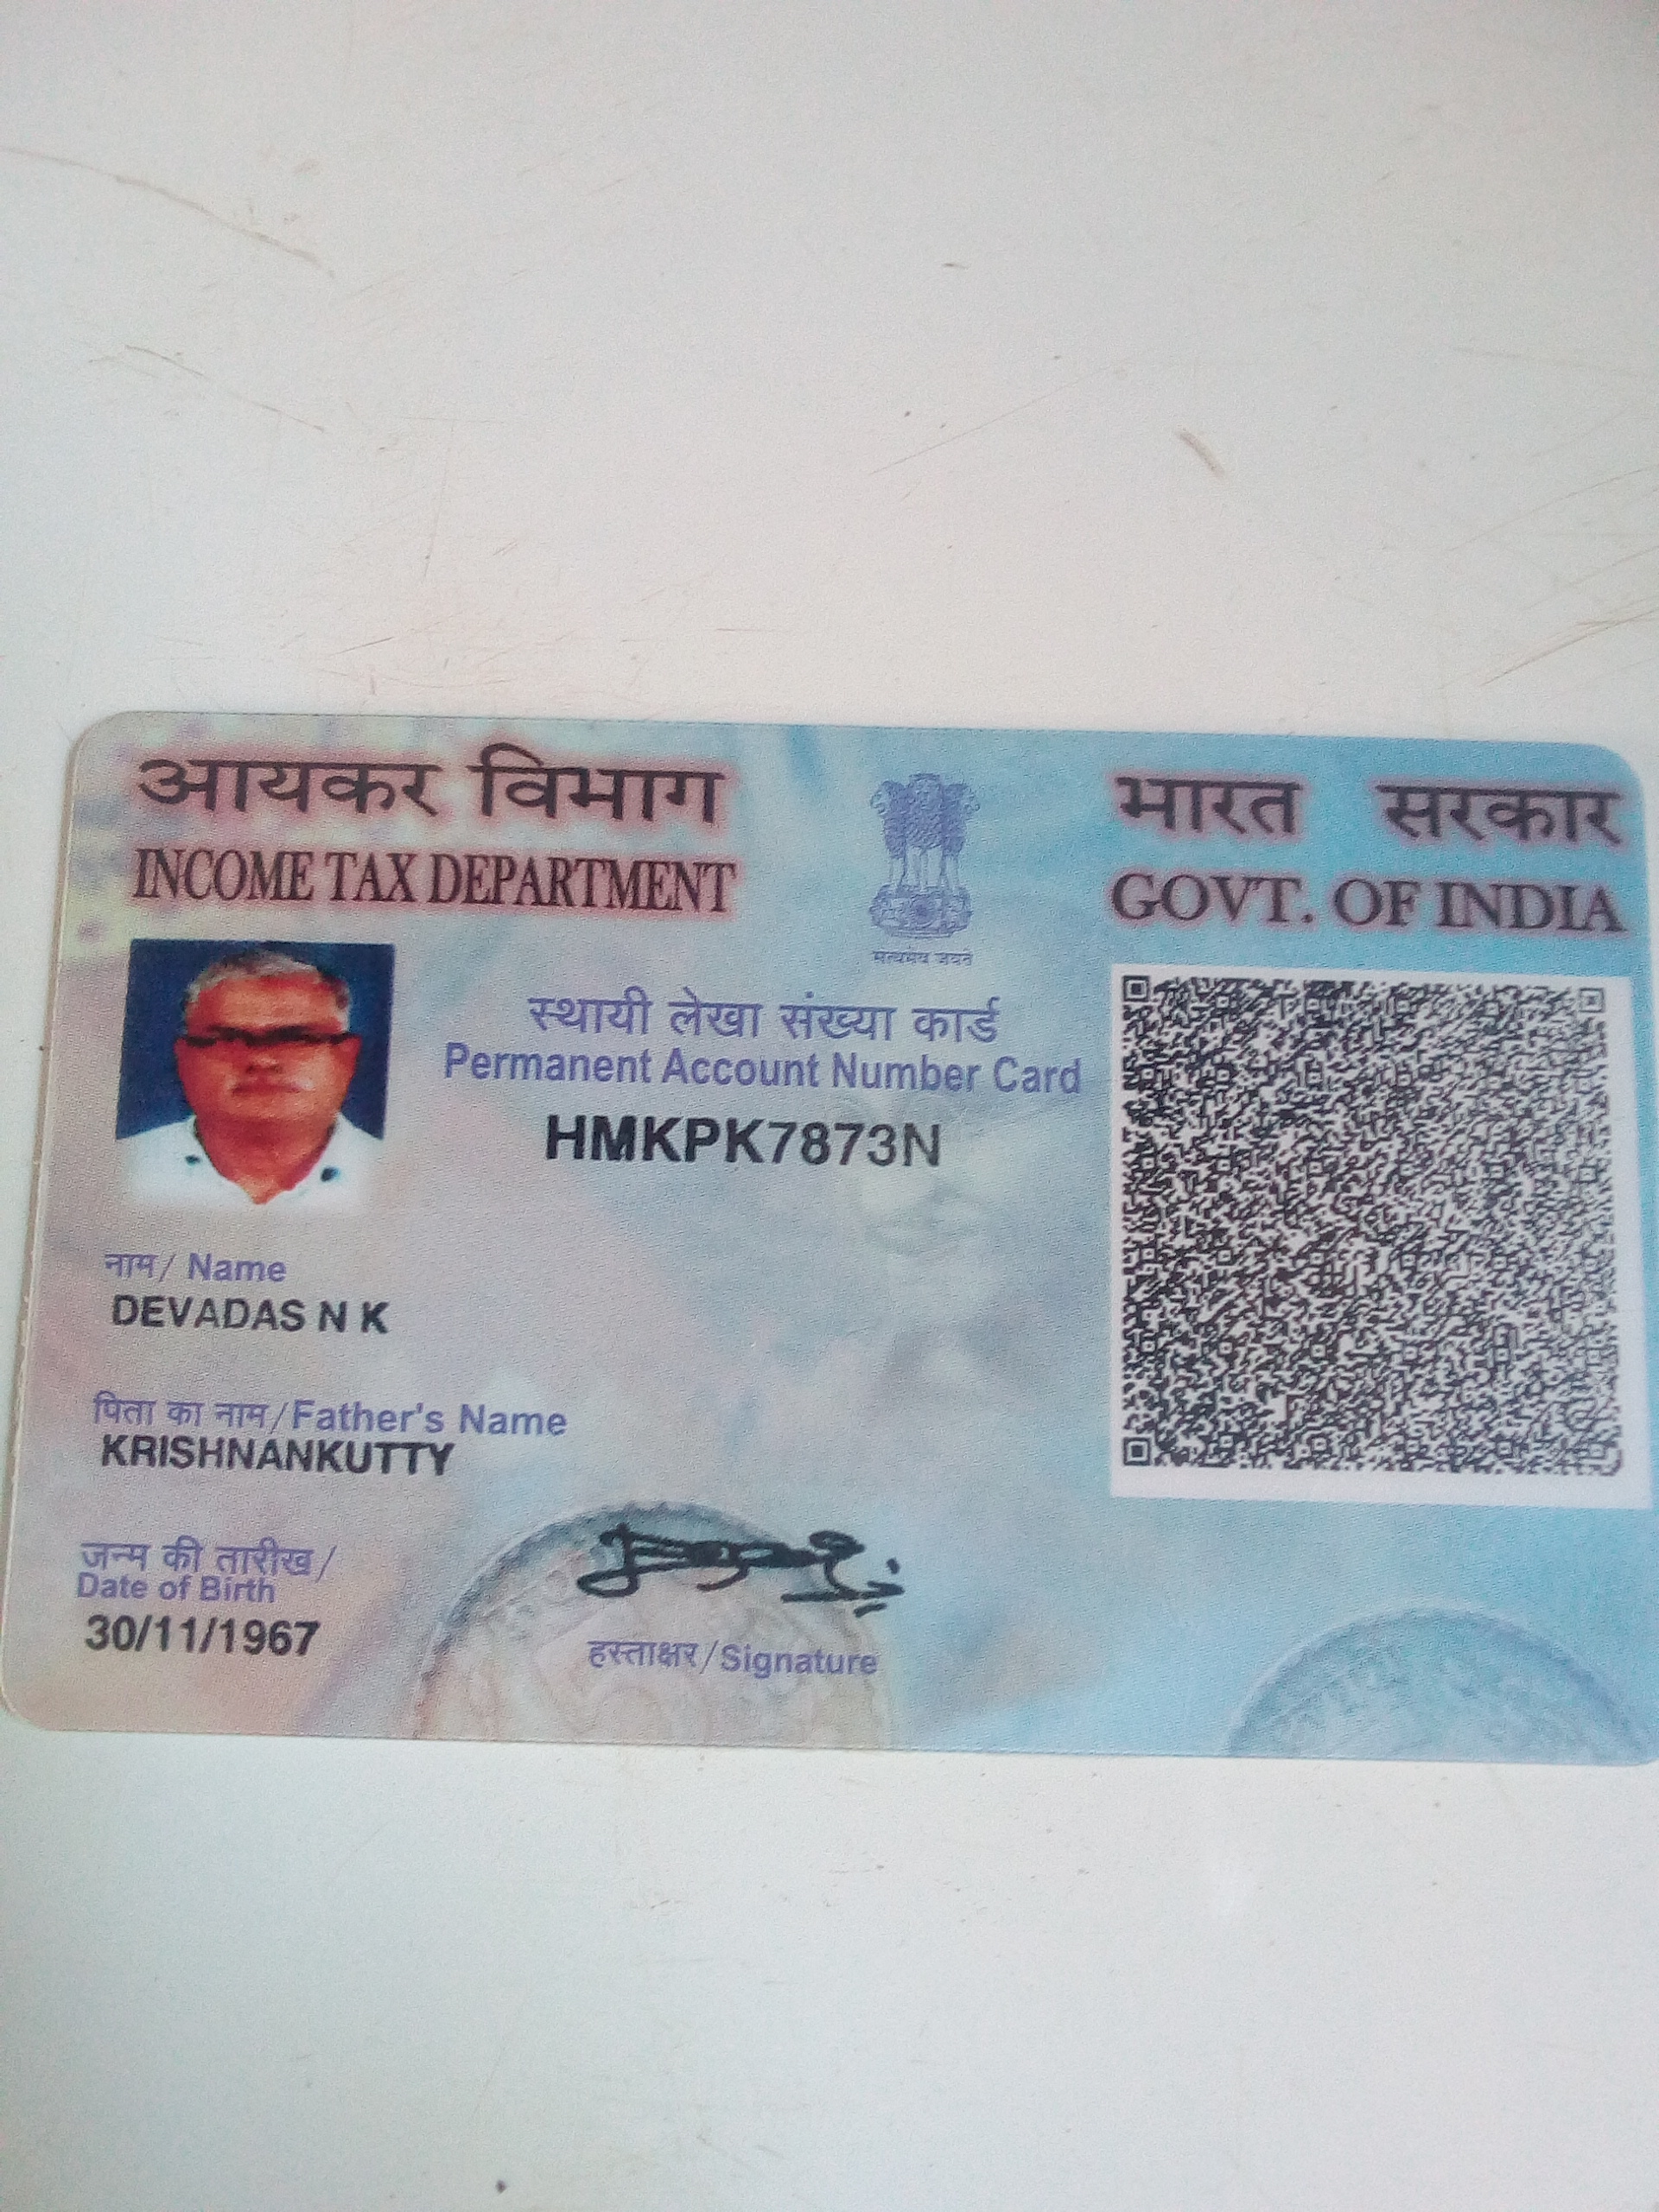 आयकर विभाग
INCOME TAX DEPARTMENT
सत्यमेव जयते
भारत सरकार
GOVT. OF INDIA
स्थायी लेखा संख्या कार्ड
Permanent Account Number Card
HMKPK7873N
नाम/ Name
DEVADAS N K
पिता का नाम/Father's Name
KRISHNANKUTTY
जन्म की तारीख/
Date of Birth
30/11/1967
हस्ताक्षर/Signature